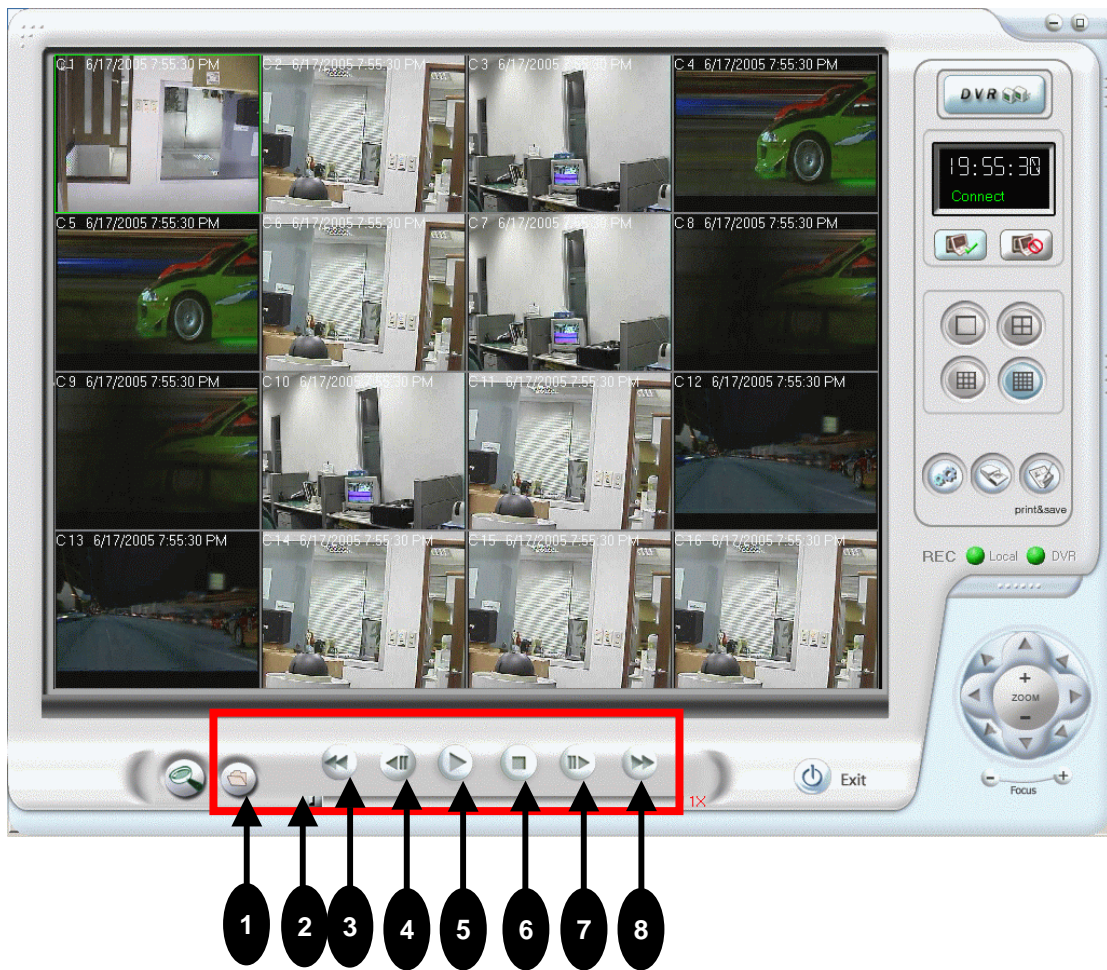 C 1 6/17/2005 7:55:30 PM
C 2 6/17/2005 7:55:30 PM
C 3 6/17/2005 7:55:30 PM
C 4 6/17/2005 7:55:30 PM
C 5 6/17/2005 7:55:30 PM
C 6 6/17/2005 7:55:30 PM
C 7 6/17/2005 7:55:30 PM
C 8 6/17/2005 7:55:30 PM
C 9 6/17/2005 7:55:30 PM
C 10 6/17/2005 7:55:30 PM
C 11 6/17/2005 7:55:30 PM
C 12 6/17/2005 7:55:30 PM
C 13 6/17/2005 7:55:30 PM
C 14 6/17/2005 7:55:30 PM
C 15 6/17/2005 7:55:30 PM
C 16 6/17/2005 7:55:30 PM
DVR
19:55:30
Connect
print&save
REC Local DVR
+
ZOOM
−
− +
Focus
Exit
1X
1 2 3 4 5 6 7 8